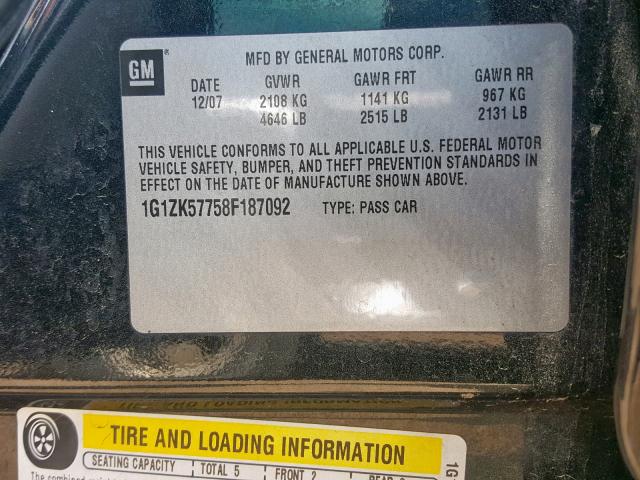 GM
MFD BY GENERAL MOTORS CORP.
DATE GVWR GAWR FRT GAWR RR
12/07 2108 KG 1141 KG 967 KG
4646 LB 2515 LB 2131 LB
THIS VEHICLE CONFORMS TO ALL APPLICABLE U.S. FEDERAL MOTOR
VEHICLE SAFETY, BUMPER, AND THEFT PREVENTION STANDARDS IN
EFFECT ON THE DATE OF MANUFACTURE SHOWN ABOVE.
1G1ZK57758F187092 TYPE: PASS CAR
TIRE AND LOADING INFORMATION
SEATING CAPACITY TOTAL 5 FRONT 2
The combined
1G